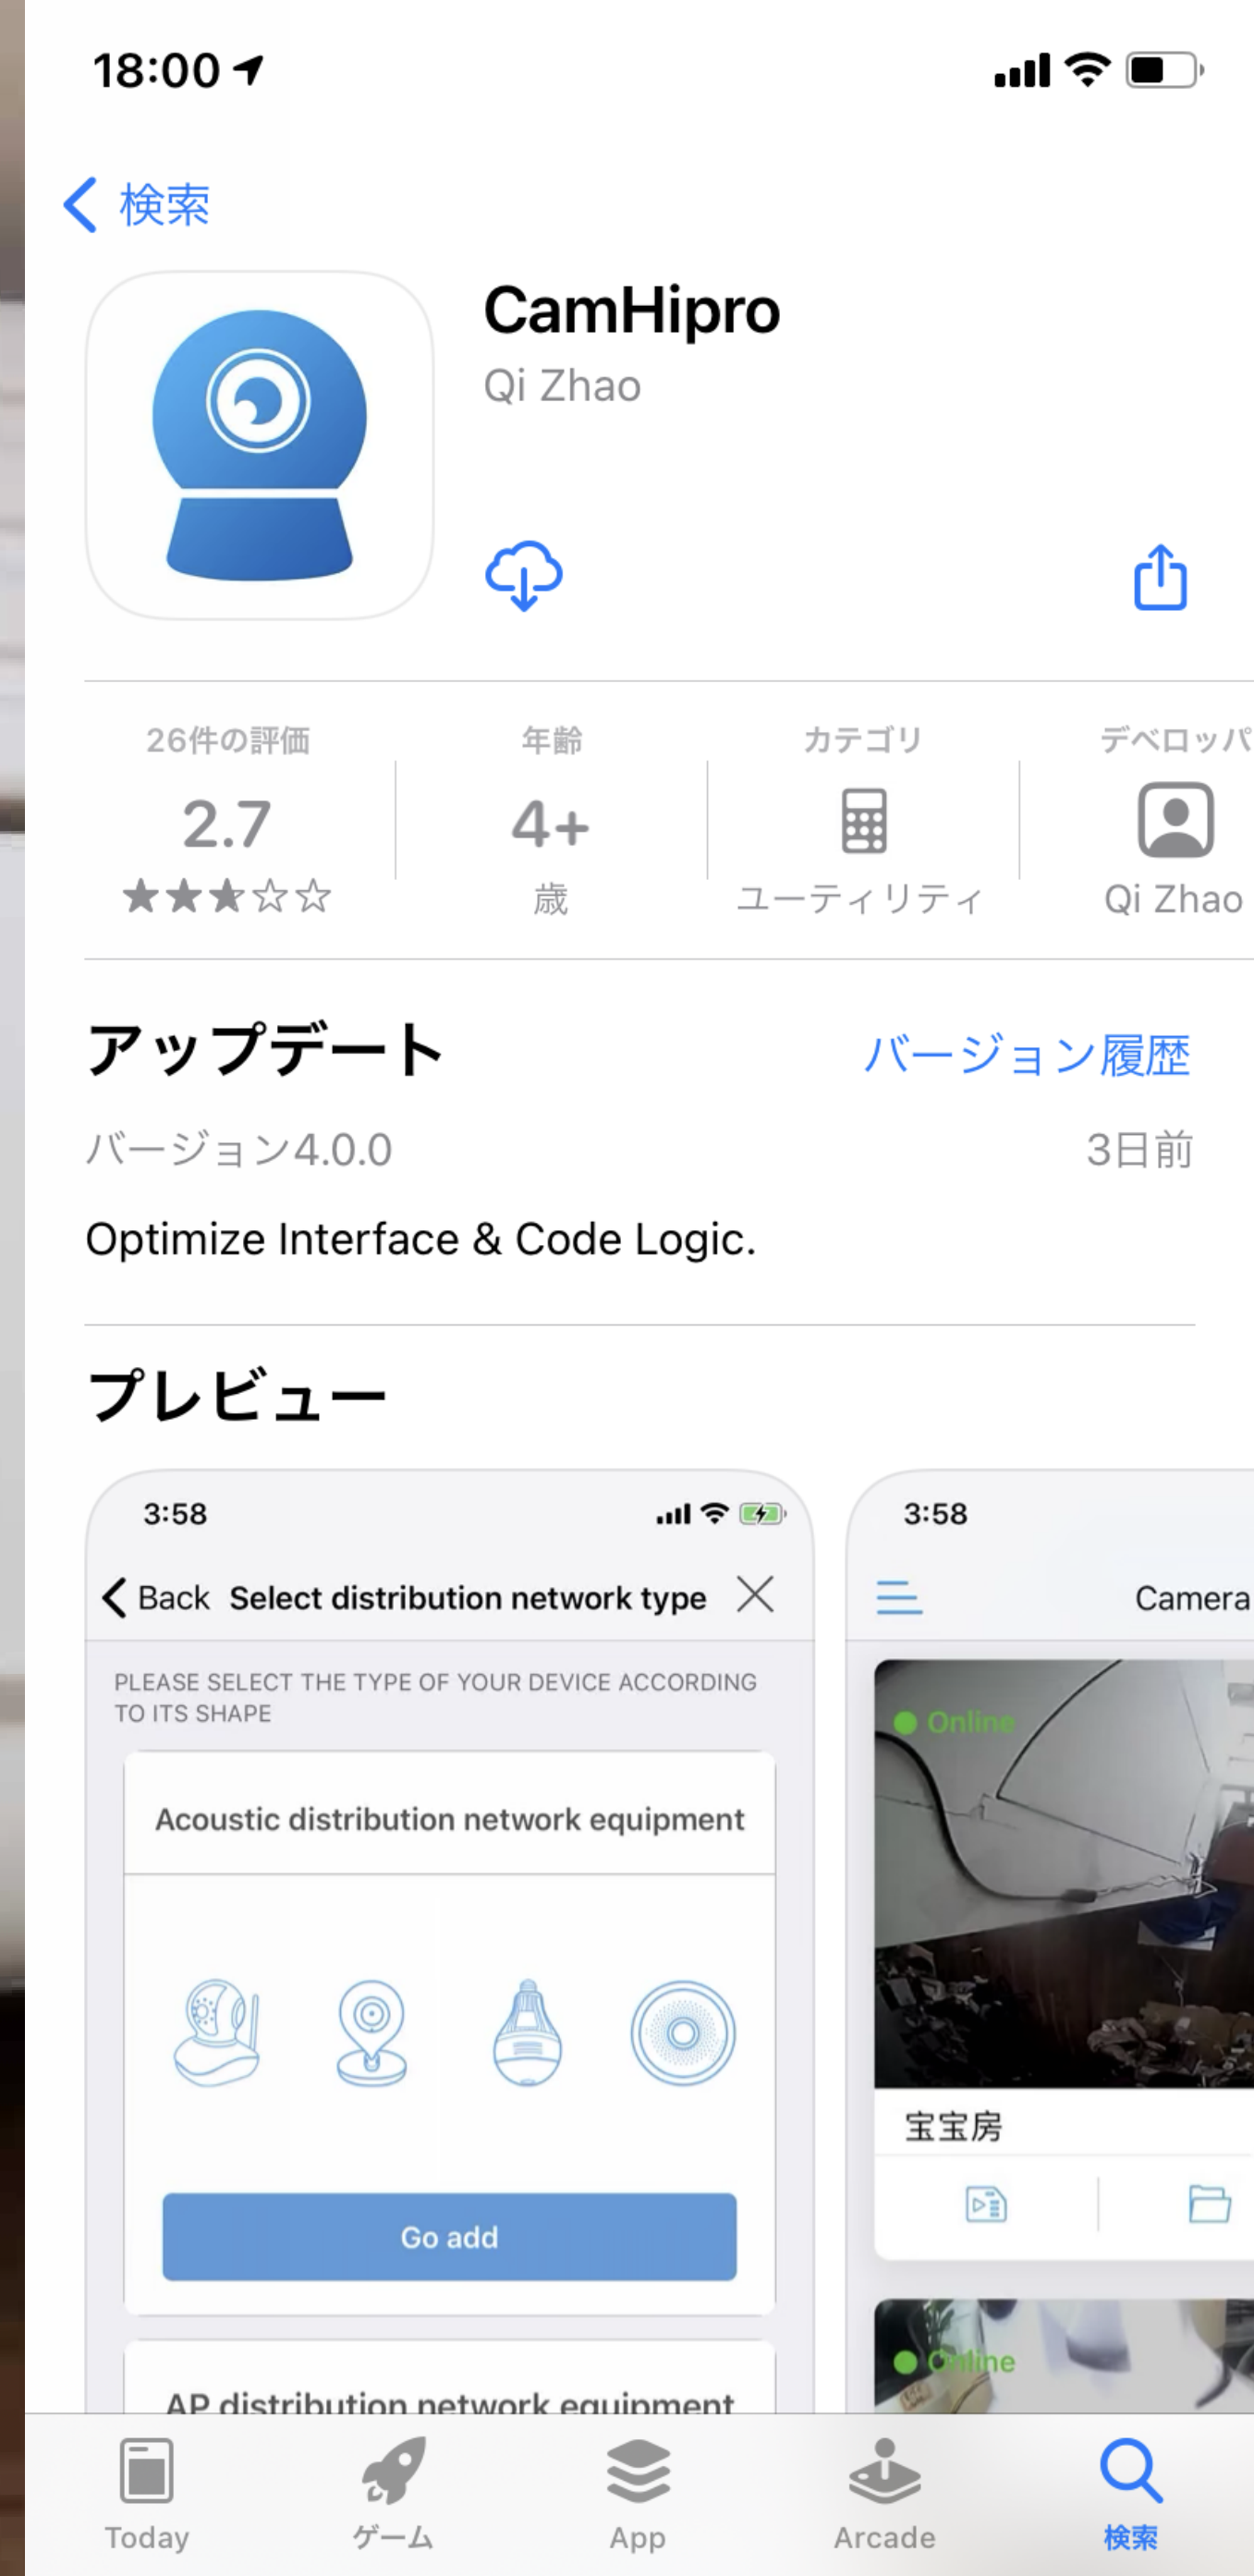 18:00
検索
CamHipro
Qi Zhao
26件の評価
2.7
年齢
4+
歳
カテゴリ
ユーティリティ
デベロッパ
Qi Zhao
アップデート
バージョン履歴
バージョン4.0.0
3日前
Optimize Interface & Code Logic.
プレビュー
3:58
Back Select distribution network type
PLEASE SELECT THE TYPE OF YOUR DEVICE ACCORDING
TO ITS SHAPE
Acoustic distribution network equipment
Go add
AP distribution network equipment
3:58
Camera
Online
宝宝房
Online
Today
ゲーム
App
Arcade
検索